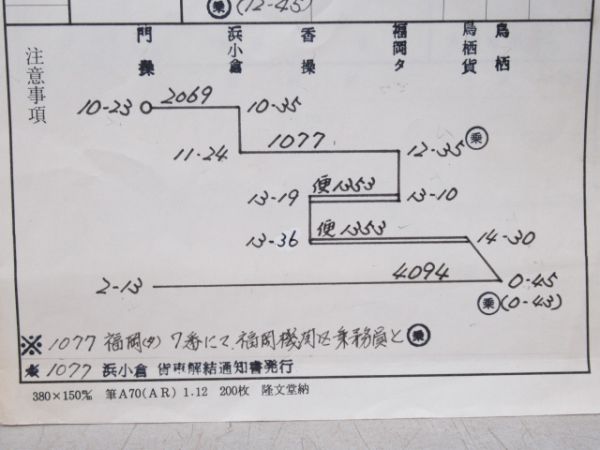 乗 (12-45)
注意事項
門操 浜小倉 香操 福岡タ 鳥栖貨 鳥栖
10-23 2069 10-35
11-24 1077 12-35 乗
13-19 便1353 13-10
13-36 便1353 14-30
2-13 4094 0-45
乗 (0-43)
※ 1077 福岡(タ) 7番にて、福岡機関区乗務員と乗
※ 1077 浜小倉 貨車解結通知書発行
380×150% 筆A70(AR) 1.12 200枚 隆文堂納